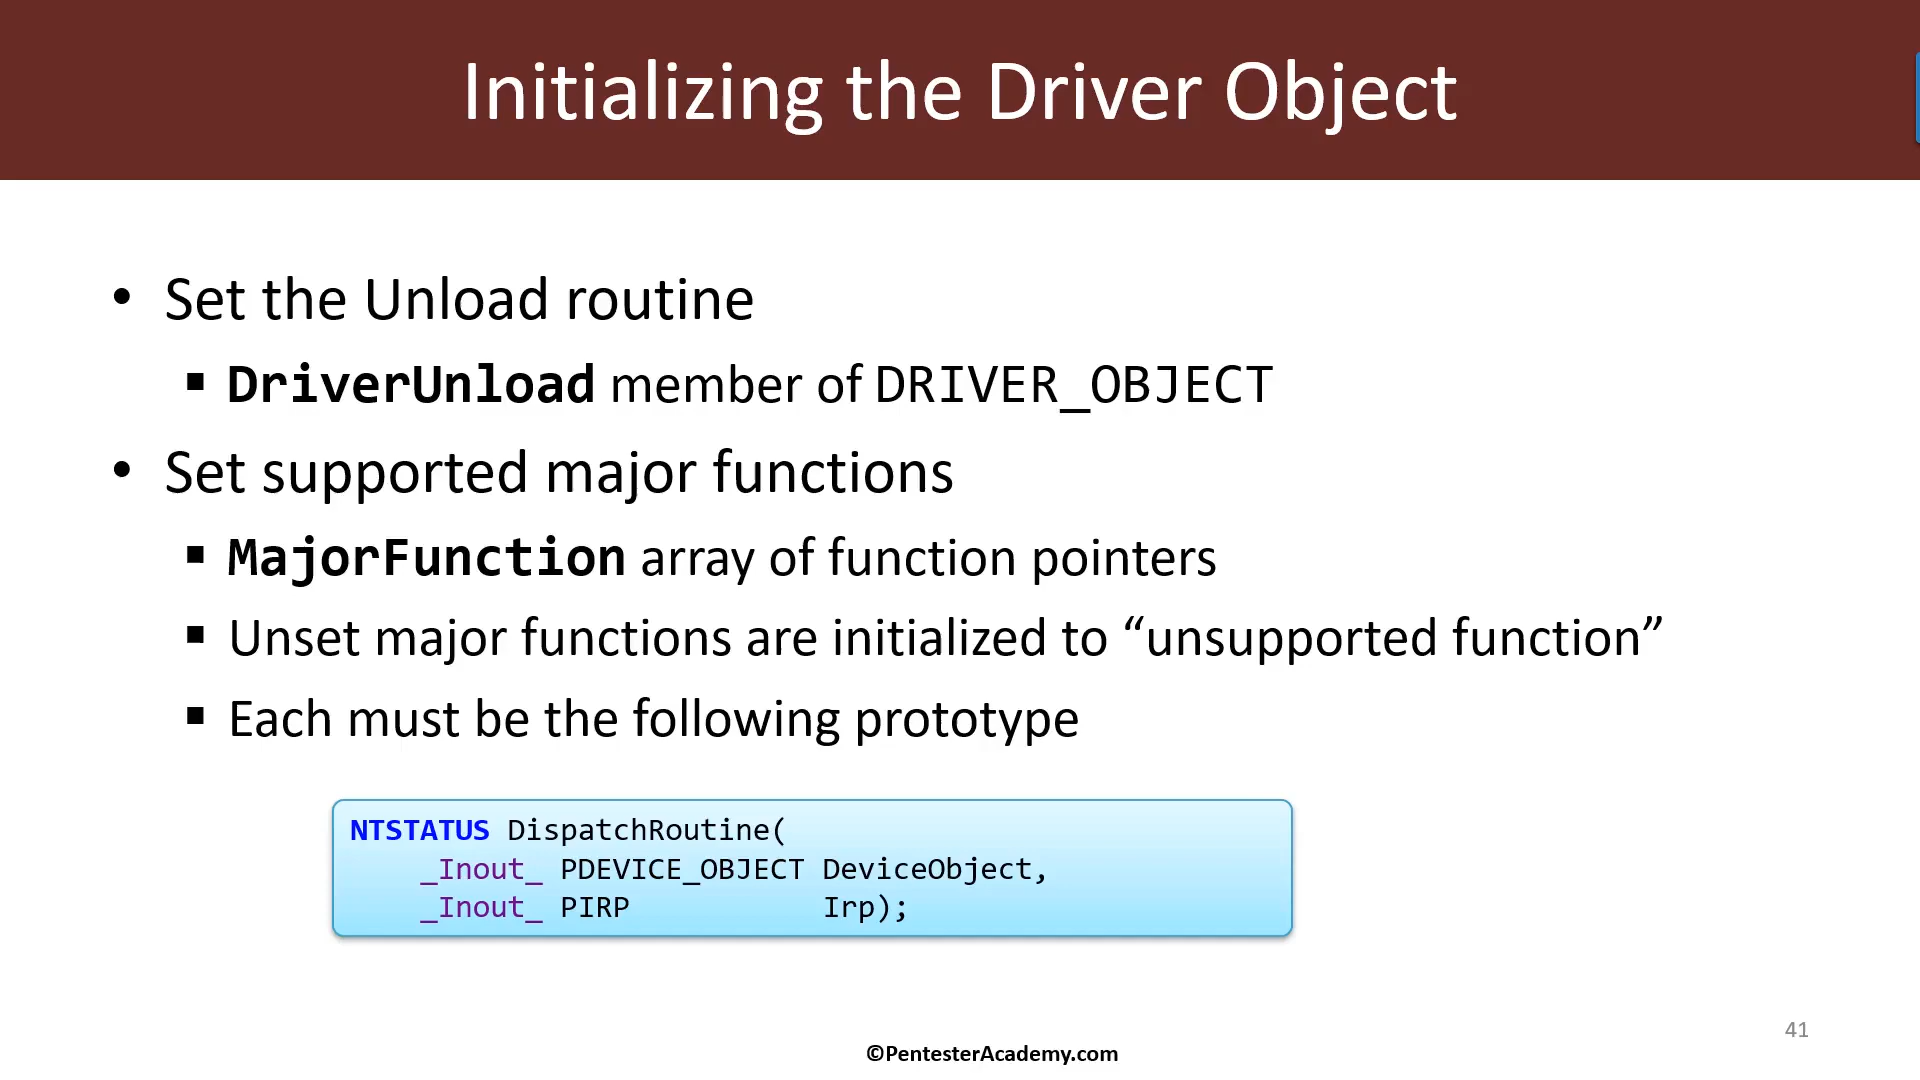 Initializing the Driver Object
• Set the Unload routine
▪ DriverUnload member of DRIVER_OBJECT
• Set supported major functions
▪ MajorFunction array of function pointers
▪ Unset major functions are initialized to “unsupported function”
▪ Each must be the following prototype
NTSTATUS DispatchRoutine(
    _Inout_ PDEVICE_OBJECT DeviceObject,
    _Inout_ PIRP           Irp);
41
©PentesterAcademy.com